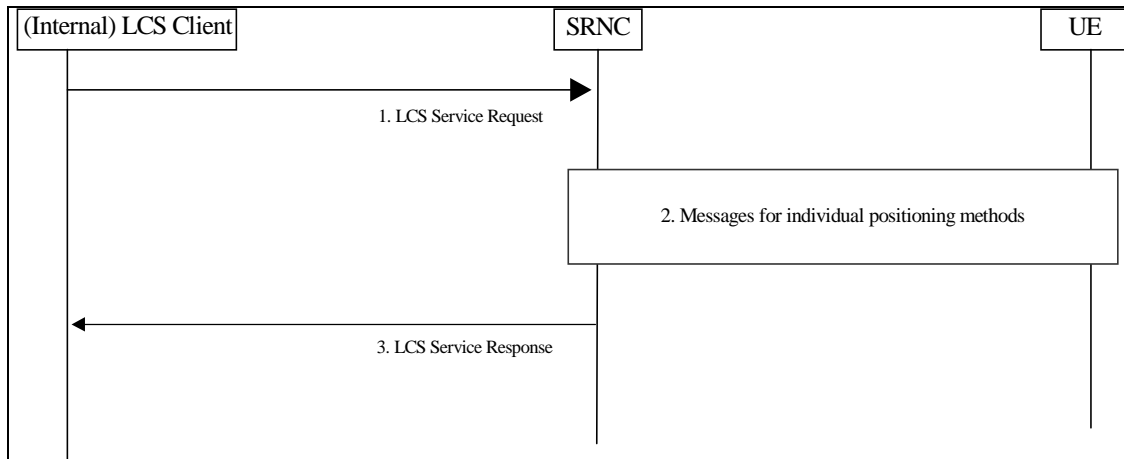 (Internal) LCS Client
SRNC
UE
1. LCS Service Request
2. Messages for individual positioning methods
3. LCS Service Response